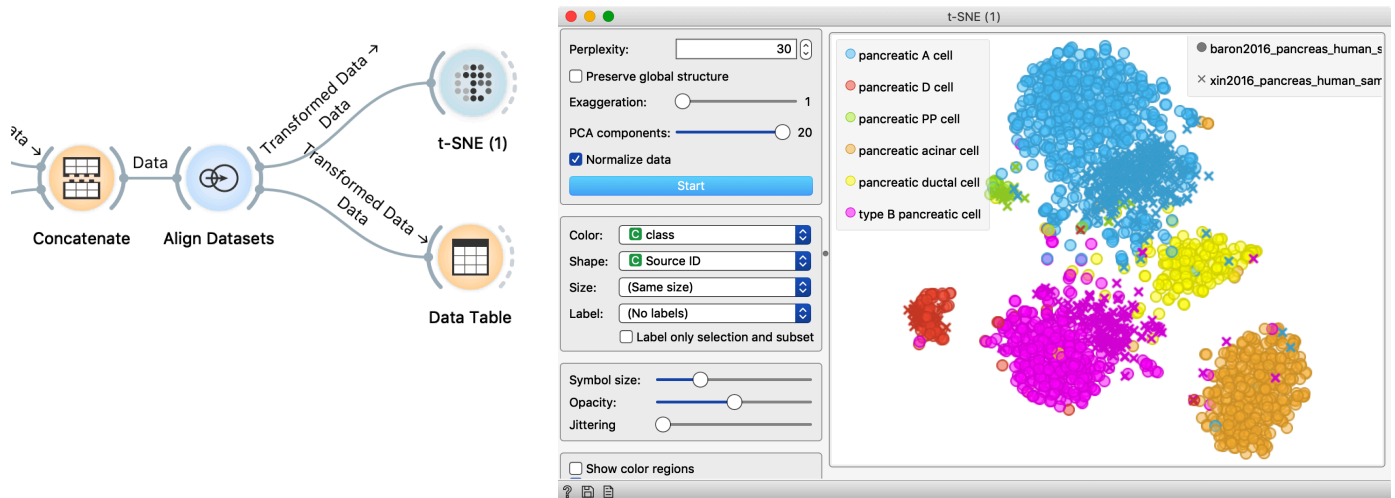 ata
Data
Transformed Data
Data
Transformed Data
Data
t-SNE (1)
Concatenate
Align Datasets
Data Table
t-SNE (1)
Perplexity: 30
Preserve global structure
Exaggeration: 1
PCA components: 20
Normalize data
Start
Color: C class
Shape: C Source ID
Size: (Same size)
Label: (No labels)
Label only selection and subset
Symbol size:
Opacity:
Jittering
Show color regions
?
pancreatic A cell
pancreatic D cell
pancreatic PP cell
pancreatic acinar cell
pancreatic ductal cell
type B pancreatic cell
baron2016_pancreas_human_s
xin2016_pancreas_human_sam